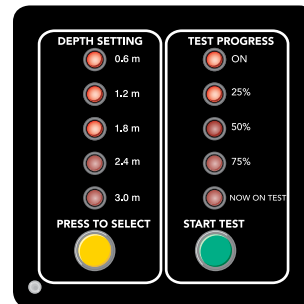 DEPTH SETTING
0.6 m
1.2 m
1.8 m
2.4 m
3.0 m
PRESS TO SELECT
TEST PROGRESS
ON
25%
50%
75%
NOW ON TEST
START TEST